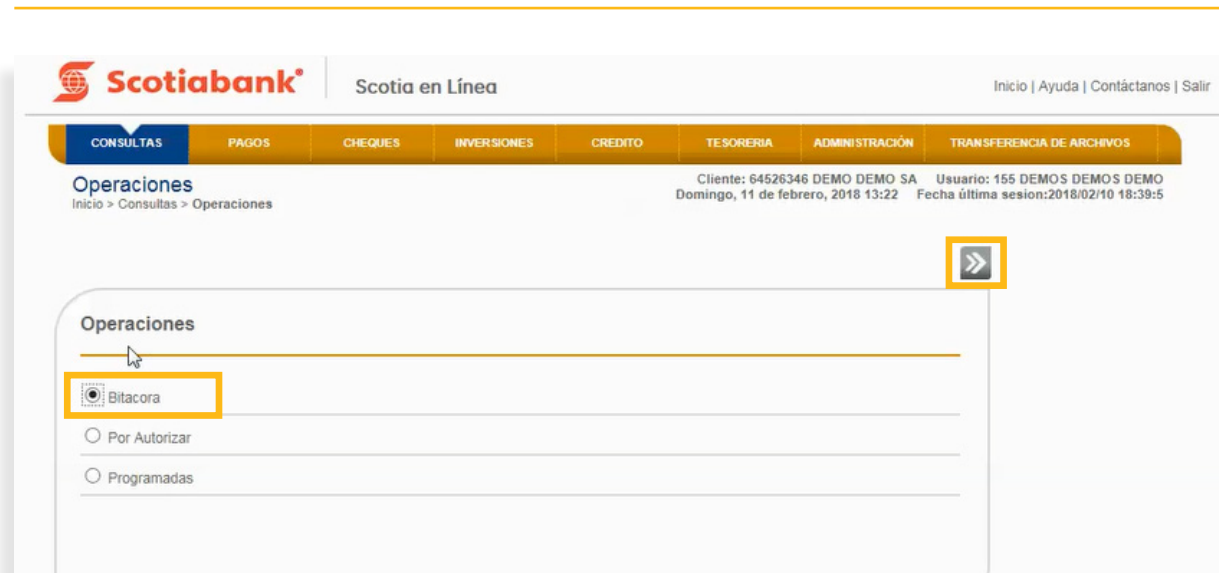 Scotiabank® Scotia en Línea Inicio | Ayuda | Contáctanos | Salir
CONSULTAS PAGOS CHEQUES INVERSIONES CREDITO TESORERIA ADMINISTRACIÓN TRANSFERENCIA DE ARCHIVOS
Operaciones Cliente: 64526346 DEMO DEMO SA Usuario: 155 DEMOS DEMOS DEMO
Inicio > Consultas > Operaciones Domingo, 11 de febrero, 2018 13:22 Fecha última sesion:2018/02/10 18:39:5
Operaciones
Bitacora
Por Autorizar
Programadas